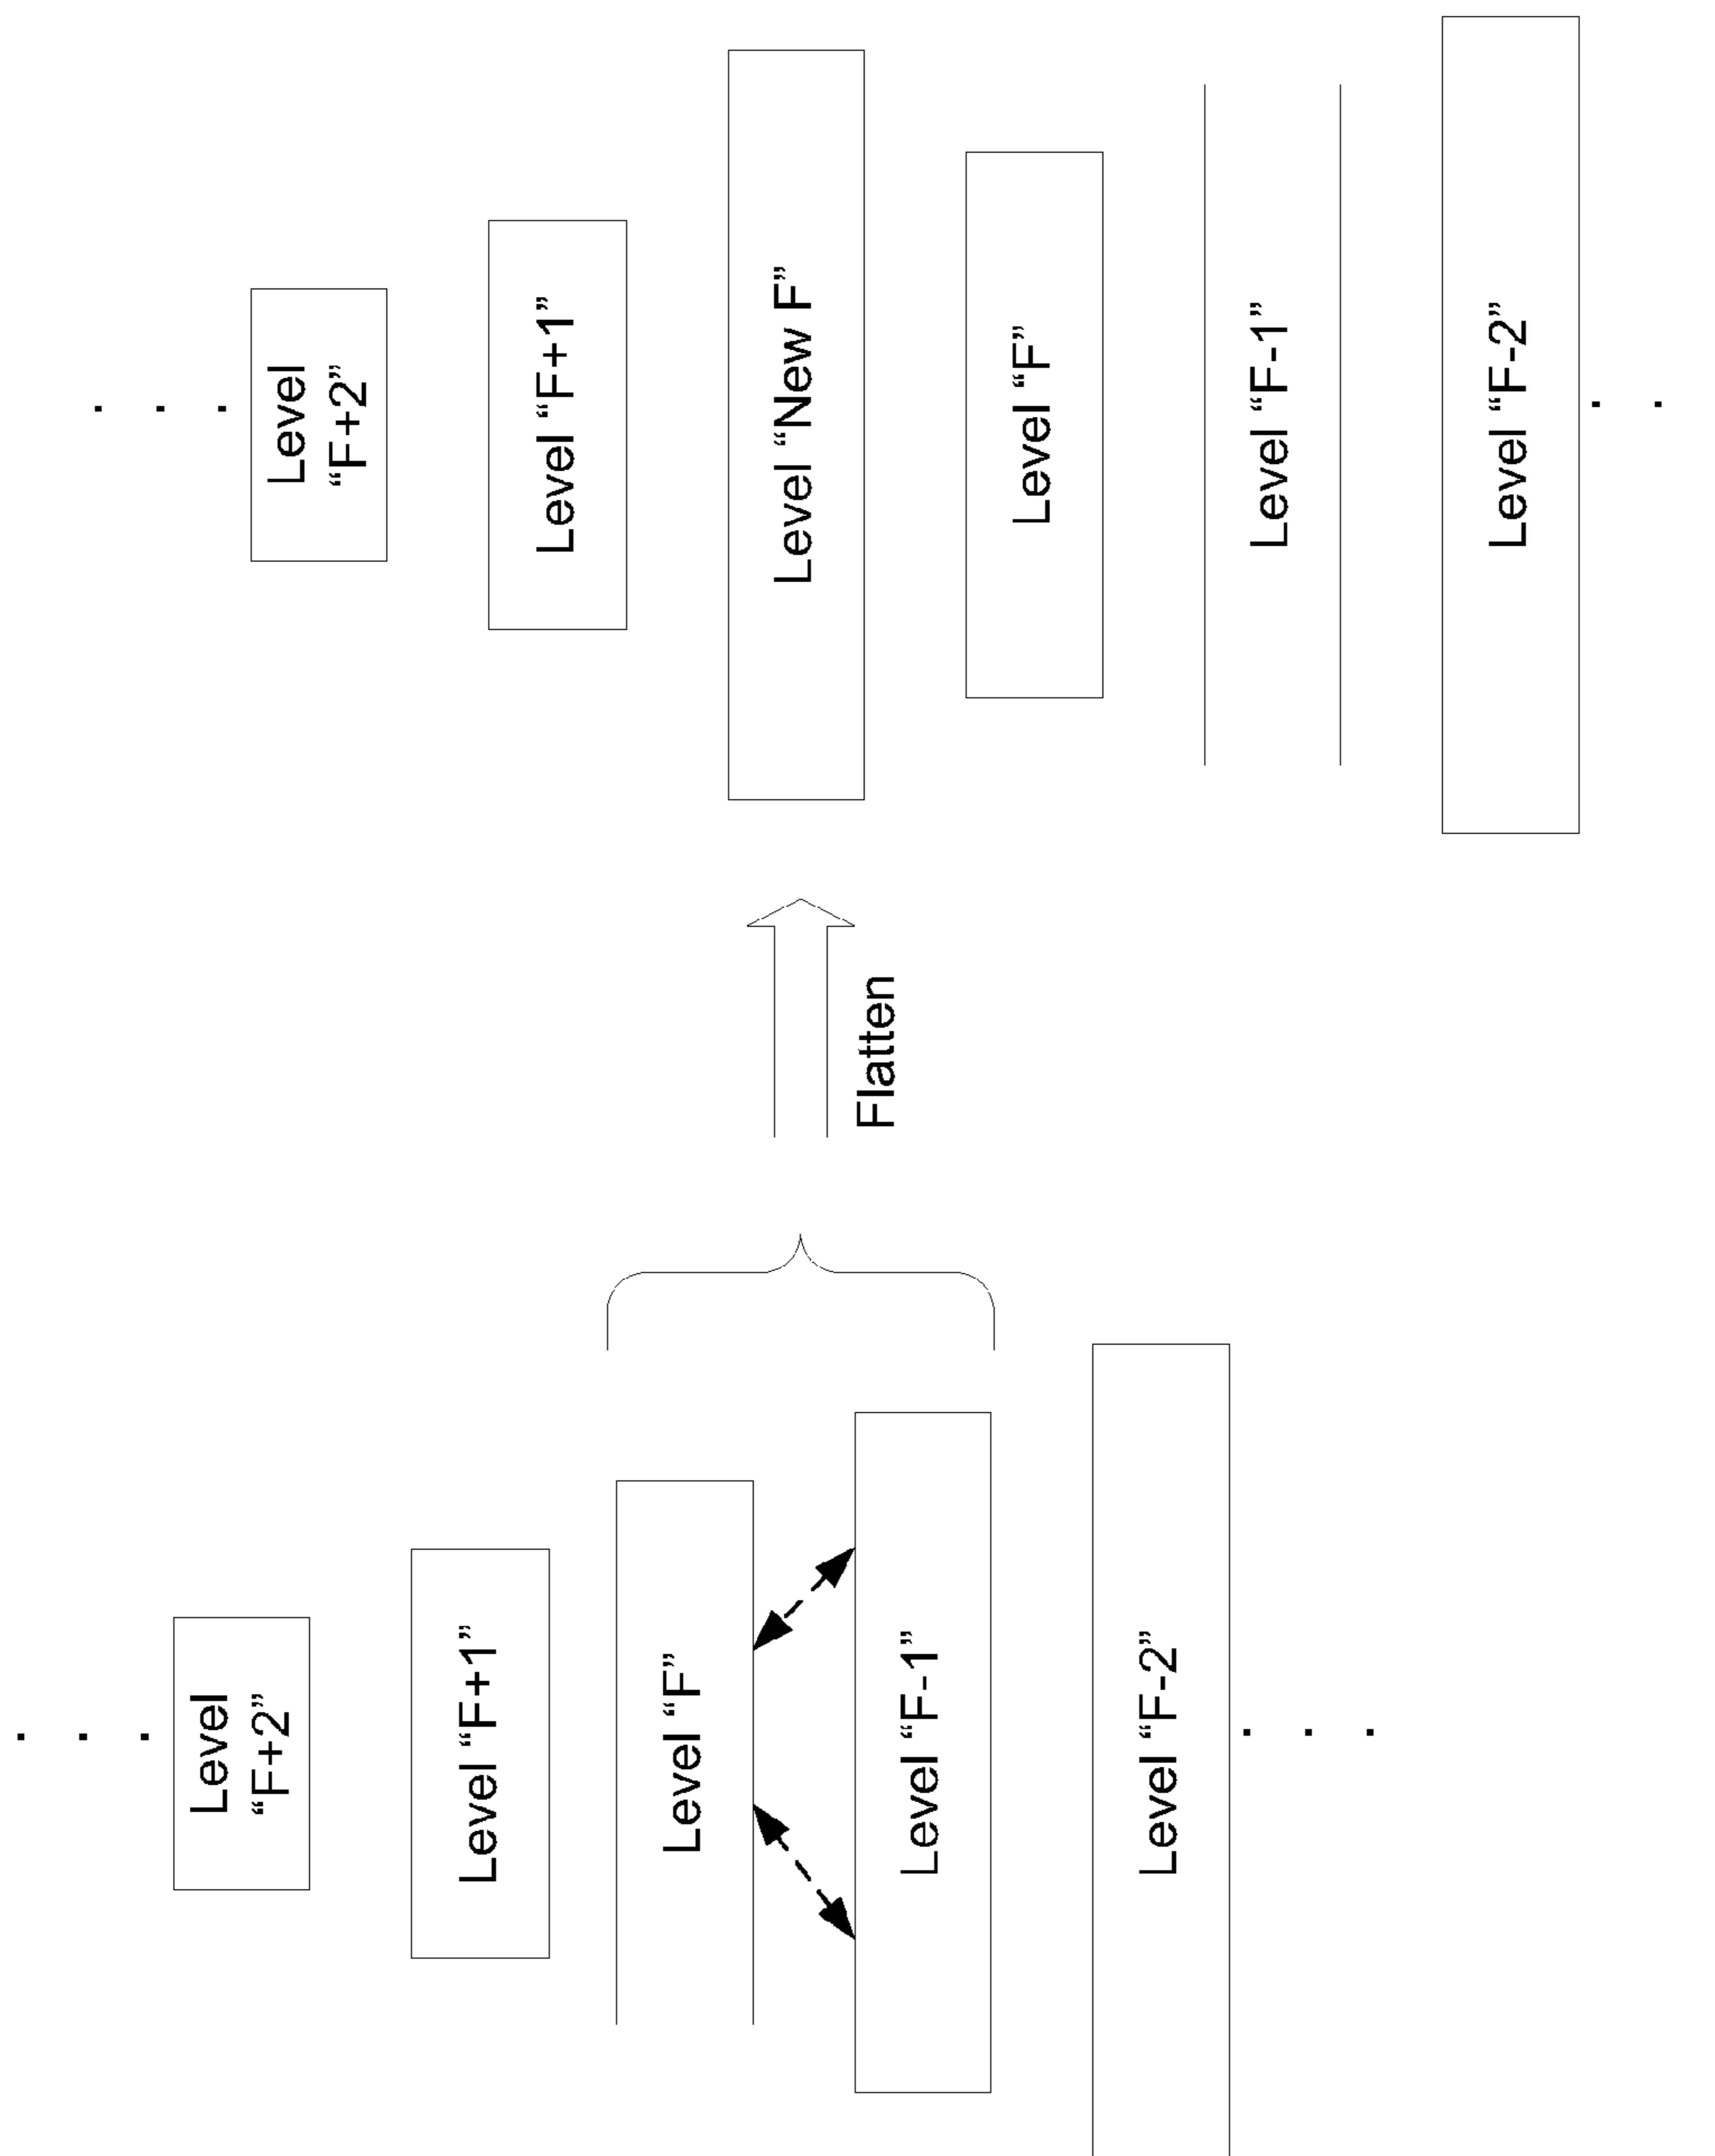 Level
“F+2”
Level “F+1”
Level “F”
Level “F-1”
Level “F-2”
Flatten
Level
“F+2”
Level “F+1”
Level “New F”
Level “F”
Level “F-1”
Level “F-2”